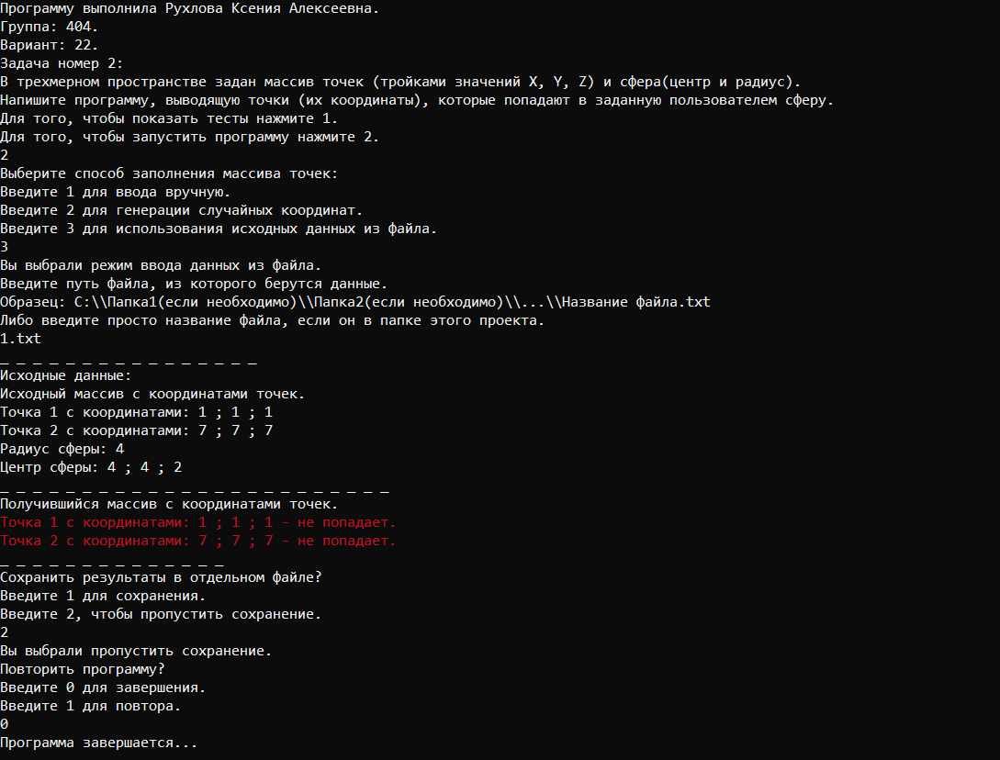 Программу выполнила Рухлова Ксения Алексеевна.
Группа: 404.
Вариант: 22.
Задача номер 2:
В трехмерном пространстве задан массив точек (тройками значений X, Y, Z) и сфера(центр и радиус).
Напишите программу, выводящую точки (их координаты), которые попадают в заданную пользователем сферу.
Для того, чтобы показать тесты нажмите 1.
Для того, чтобы запустить программу нажмите 2.
2
Выберите способ заполнения массива точек:
Введите 1 для ввода вручную.
Введите 2 для генерации случайных координат.
Введите 3 для использования исходных данных из файла.
3
Вы выбрали режим ввода данных из файла.
Введите путь файла, из которого берутся данные.
Образец: C:\\Папка1(если необходимо)\\Папка2(если необходимо)\\...\\Название файла.txt
Либо введите просто название файла, если он в папке этого проекта.
1.txt
_ _ _ _ _ _ _ _ _ _ _ _ _ _ _ _
Исходные данные:
Исходный массив с координатами точек.
Точка 1 с координатами: 1 ; 1 ; 1
Точка 2 с координатами: 7 ; 7 ; 7
Радиус сферы: 4
Центр сферы: 4 ; 4 ; 2
_ _ _ _ _ _ _ _ _ _ _ _ _ _ _ _ _ _ _ _ _ _ _ _
Получившийся массив с координатами точек.
Точка 1 с координатами: 1 ; 1 ; 1 - не попадает.
Точка 2 с координатами: 7 ; 7 ; 7 - не попадает.
_ _ _ _ _ _ _ _ _ _ _ _ _ _
Сохранить результаты в отдельном файле?
Введите 1 для сохранения.
Введите 2, чтобы пропустить сохранение.
2
Вы выбрали пропустить сохранение.
Повторить программу?
Введите 0 для завершения.
Введите 1 для повтора.
0
Программа завершается...